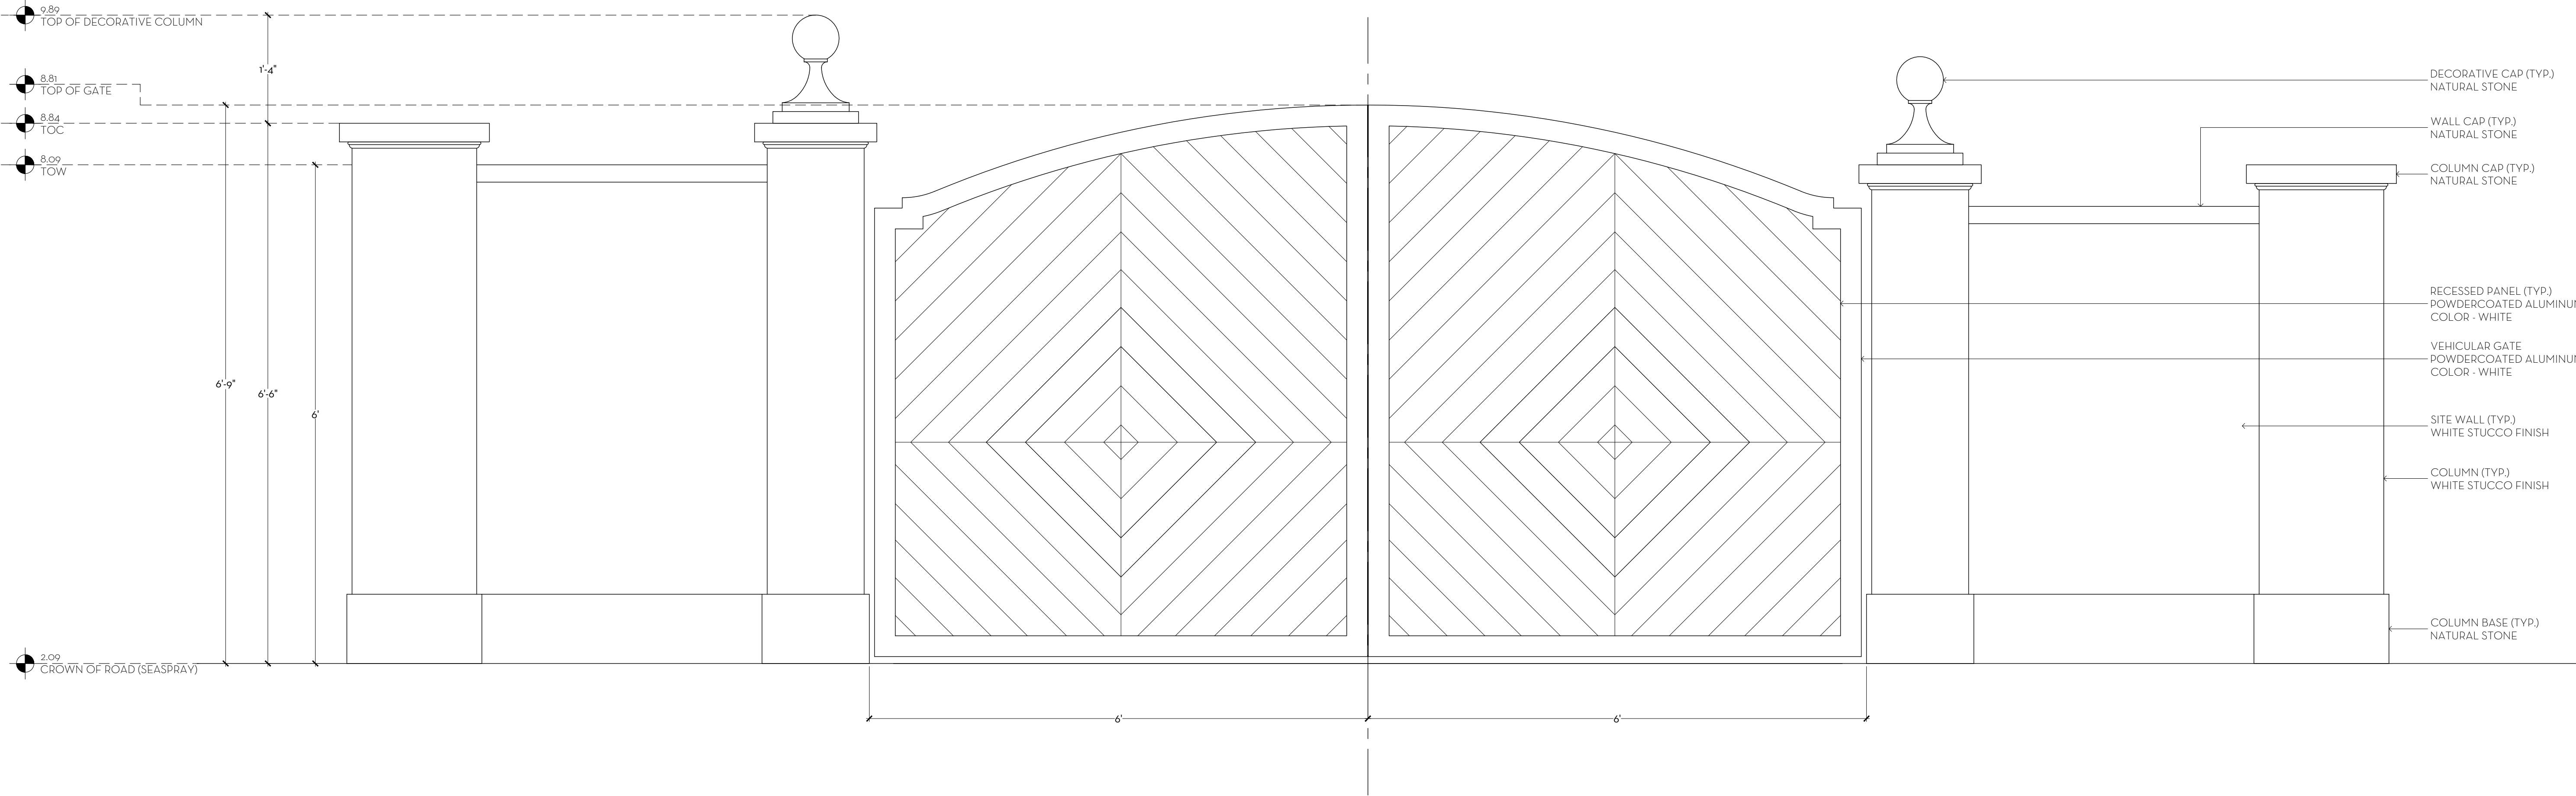 9.89
TOP OF DECORATIVE COLUMN
8.81
TOP OF GATE
8.84
TOC
8.09
TOW
2.09
CROWN OF ROAD (SEASPRAY)
1'-4"
6'-9"
6'-6"
6'
6'
6'
DECORATIVE CAP (TYP.)
NATURAL STONE
WALL CAP (TYP.)
NATURAL STONE
COLUMN CAP (TYP.)
NATURAL STONE
RECESSED PANEL (TYP.)
POWDERCOATED ALUMINU
COLOR - WHITE
VEHICULAR GATE
POWDERCOATED ALUMINU
COLOR - WHITE
SITE WALL (TYP.)
WHITE STUCCO FINISH
COLUMN (TYP.)
WHITE STUCCO FINISH
COLUMN BASE (TYP.)
NATURAL STONE